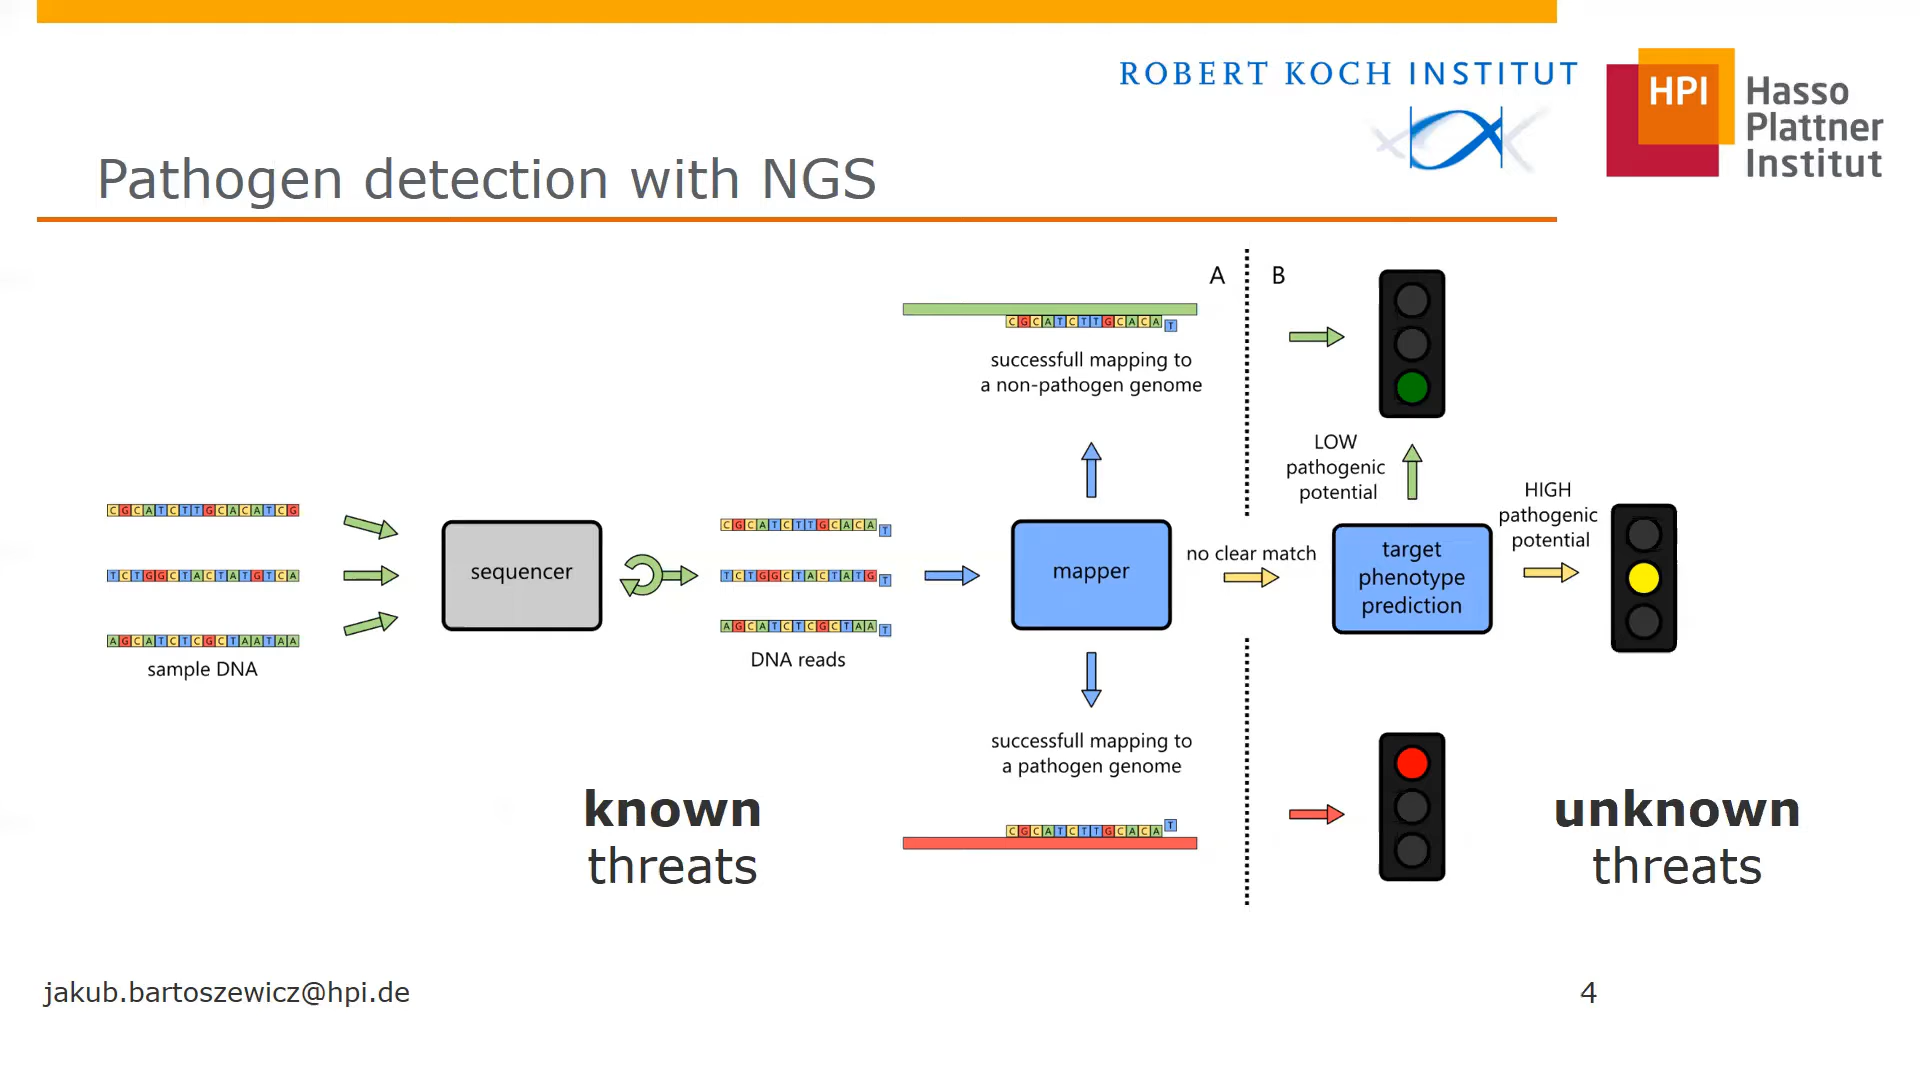 ROBERT KOCH INSTITUT
HPI
Hasso
Plattner
Institut
Pathogen detection with NGS
A
B
CGCATCTTGCACA
T
successfull mapping to
a non-pathogen genome
LOW
pathogenic
potential
HIGH
pathogenic
potential
CGCATCTTGCACATCG
TCTGGCTACTATGTCA
AGCATCTCGCTAATAA
sample DNA
sequencer
CGCATCTTGCACA
T
TCTGGCTACTATG
T
AGCATCTCGCTAA
T
DNA reads
mapper
no clear match
target
phenotype
prediction
successfull mapping to
a pathogen genome
CGCATCTTGCACA
T
known
threats
unknown
threats
jakub.bartoszewicz@hpi.de
4